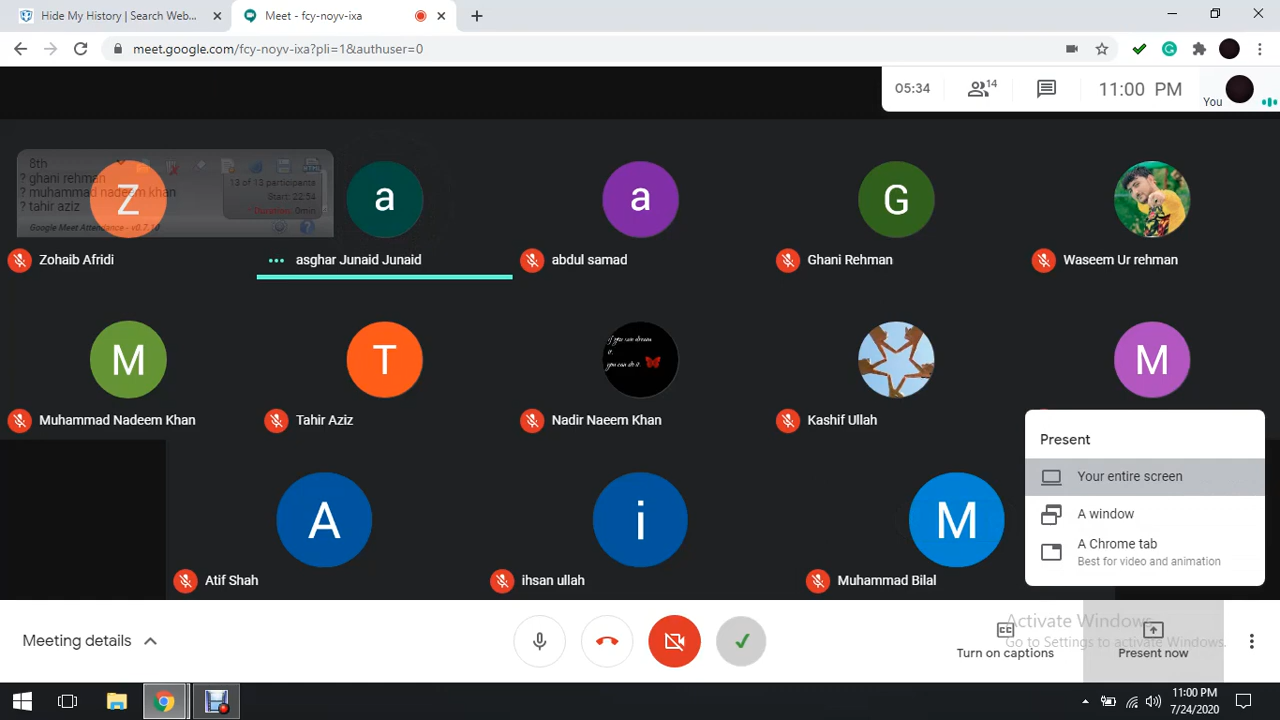 Hide My History | Search Web...
Meet - fcy-noyv-ixa
meet.google.com/fcy-noyv-ixa?pli=1&authuser=0
05:34
14
11:00 PM
You
8th
? ghani rehman
? muhammad nadeem khan
? tahir aziz
Google Meet Attendance - v0.7.10
13 of 13 participants
Start: 22:54
Duration: 0min
Z
a
a
G
Zohaib Afridi
asghar Junaid Junaid
abdul samad
Ghani Rehman
Waseem Ur rehman
M
T
if you can dream
it,
you can do it.
M
Muhammad Nadeem Khan
Tahir Aziz
Nadir Naeem Khan
Kashif Ullah
Present
Your entire screen
A window
A Chrome tab
Best for video and animation
A
i
M
Atif Shah
ihsan ullah
Muhammad Bilal
Meeting details
CC
Turn on captions
Present now
Activate Windows
Go to Settings to activate Windows.
11:00 PM
7/24/2020